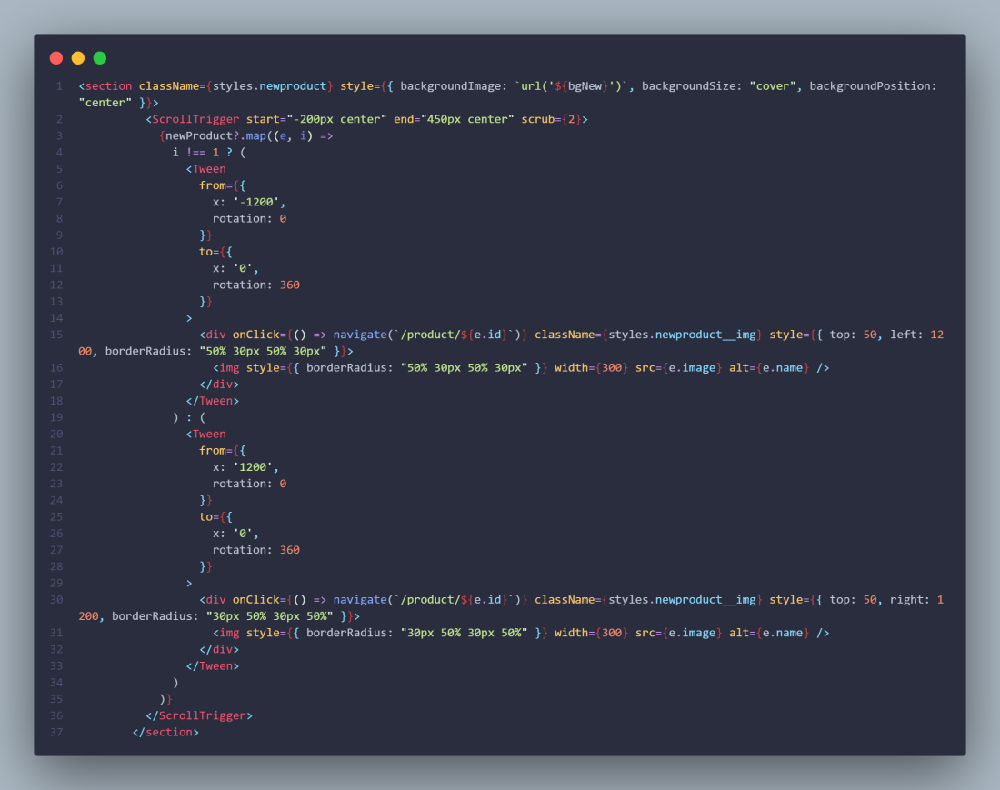 1 <section className={styles.newproduct} style={{ backgroundImage: `url('${bgNew}')`, backgroundSize: "cover", backgroundPosition:
"center" }}>
2 <ScrollTrigger start="-200px center" end="450px center" scrub={2}>
3 {newProduct?.map((e, i) =>
4 i !== 1 ? (
5 <Tween
6 from={{
7 x: '-1200',
8 rotation: 0
9 }}
10 to={{
11 x: '0',
12 rotation: 360
13 }}
14 >
15 <div onClick={() => navigate(`/product/${e.id}`)} className={styles.newproduct__img} style={{ top: 50, left: 12
00, borderRadius: "50% 30px 50% 30px" }}>
16 <img style={{ borderRadius: "50% 30px 50% 30px" }} width={300} src={e.image} alt={e.name} />
17 </div>
18 </Tween>
19 ) : (
20 <Tween
21 from={{
22 x: '1200',
23 rotation: 0
24 }}
25 to={{
26 x: '0',
27 rotation: 360
28 }}
29 >
30 <div onClick={() => navigate(`/product/${e.id}`)} className={styles.newproduct__img} style={{ top: 50, right: 1
200, borderRadius: "30px 50% 30px 50%" }}>
31 <img style={{ borderRadius: "30px 50% 30px 50%" }} width={300} src={e.image} alt={e.name} />
32 </div>
33 </Tween>
34 )
35 )}
36 </ScrollTrigger>
37 </section>